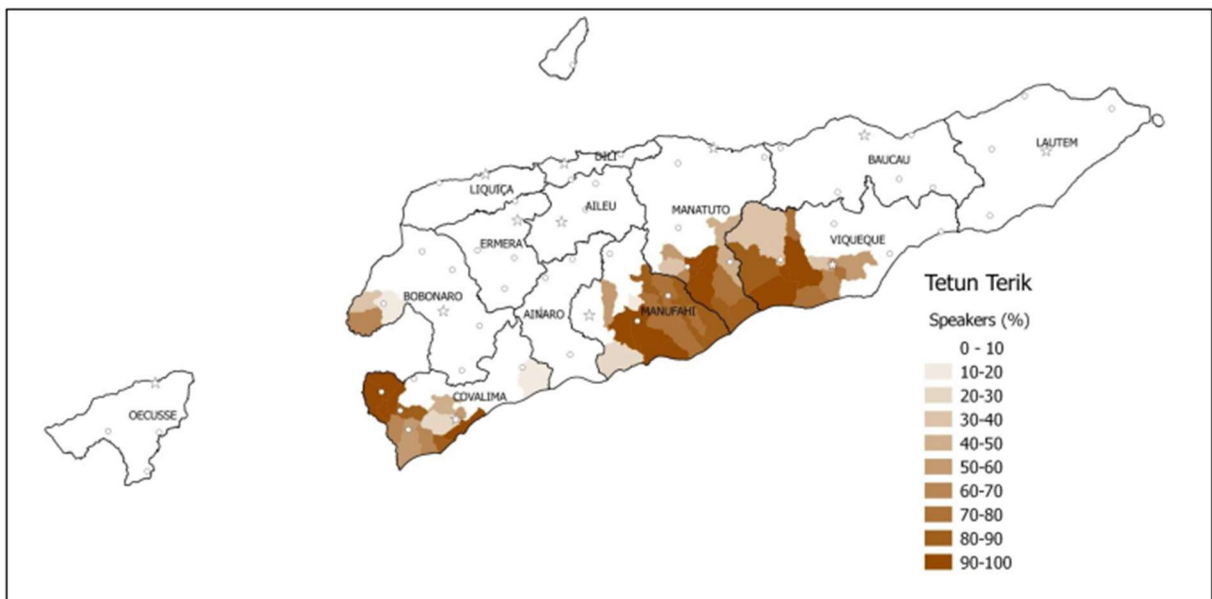 DILI
LIQUIÇA
LAUTEM
BAUCAU
AILEU
MANATUTO
ERMERA
VIQUEQUE
BOBONARO
AINARO
MANUFAHI
COVALIMA
OECUSSE
Tetun Terik
Speakers (%)
0 - 10
10-20
20-30
30-40
40-50
50-60
60-70
70-80
80-90
90-100